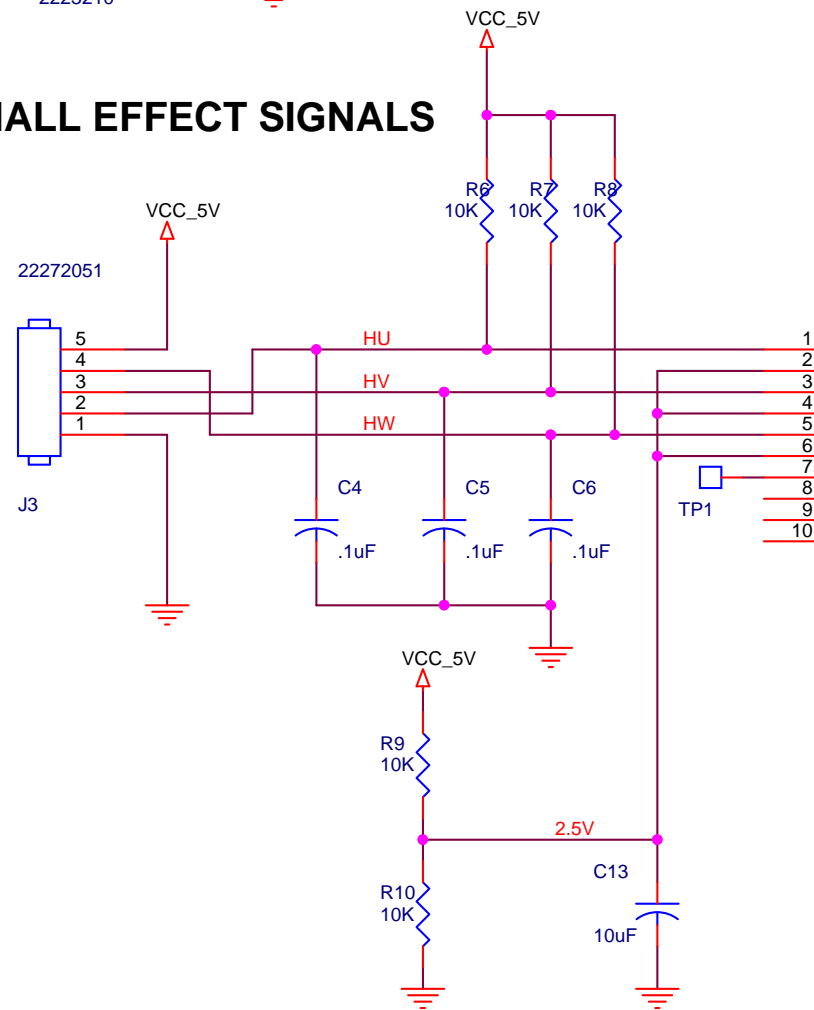 VCC_5V
HALL EFFECT SIGNALS
R6
10K
R7
10K
R8
10K
VCC_5V
22272051
5
4
3
2
1
J3
HU
HV
HW
1
2
3
4
5
6
7
8
9
10
TP1
C4
.1uF
C5
.1uF
C6
.1uF
VCC_5V
R9
10K
2.5V
R10
10K
C13
10uF